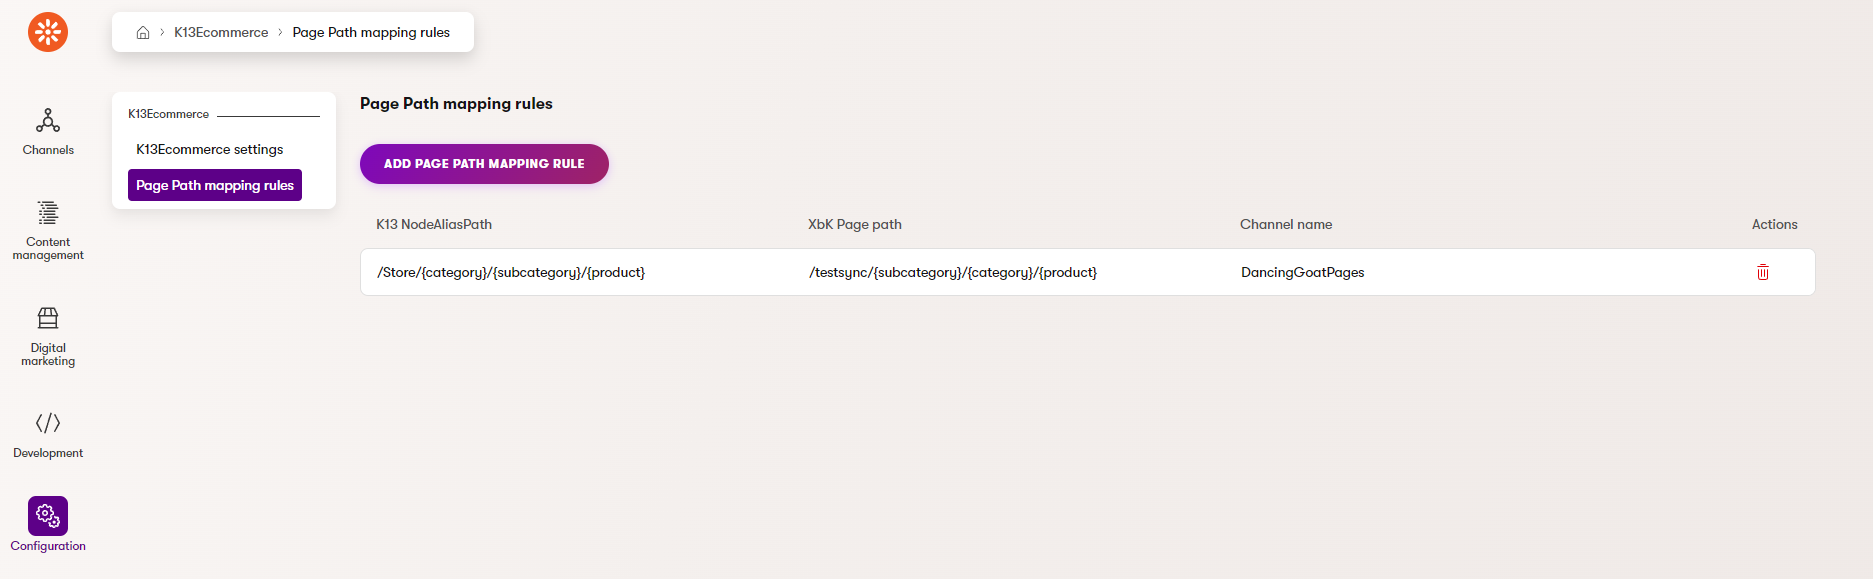 K13Ecommerce
Page Path mapping rules
Channels
Content
management
Digital
marketing
Development
Configuration
K13Ecommerce
K13Ecommerce settings
Page Path mapping rules
Page Path mapping rules
ADD PAGE PATH MAPPING RULE
K13 NodeAliasPath XbK Page path Channel name Actions
/Store/{category}/{subcategory}/{product} /testsync/{subcategory}/{category}/{product} DancingGoatPages